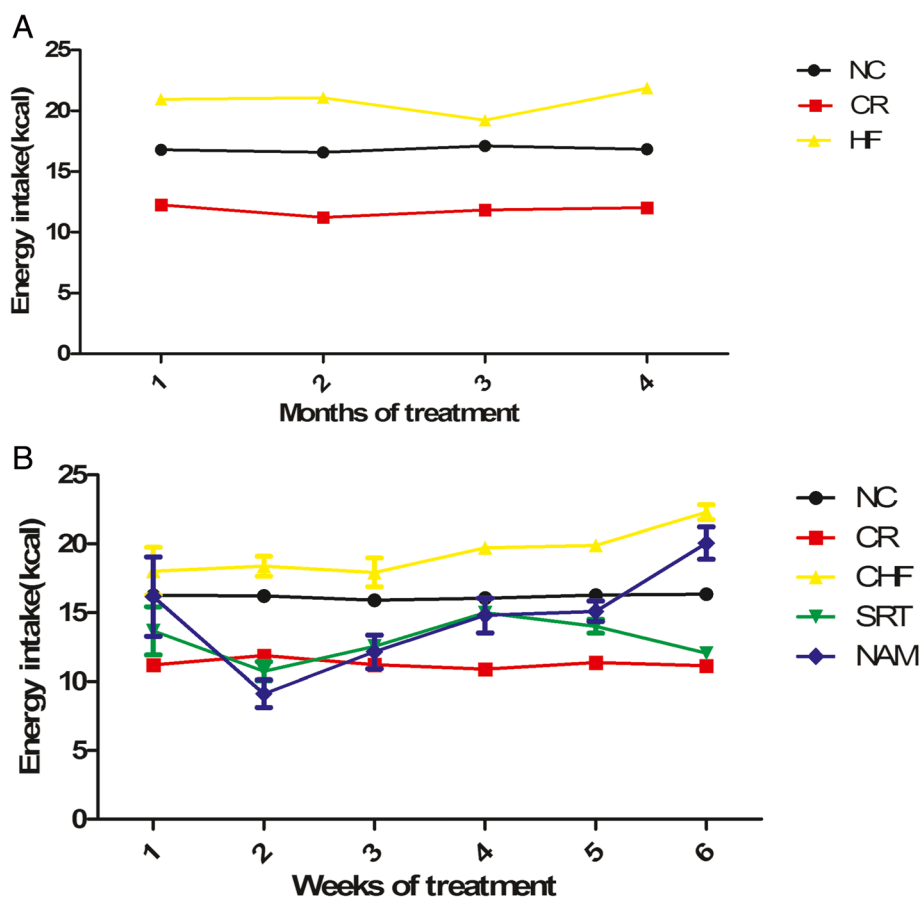 A
25
20
15
10
5
0
Energy intake(kcal)
1 2 3 4
Months of treatment
NC
CR
HF
B
25
20
15
10
5
0
Energy intake(kcal)
1 2 3 4 5 6
Weeks of treatment
NC
CR
CHF
SRT
NAM